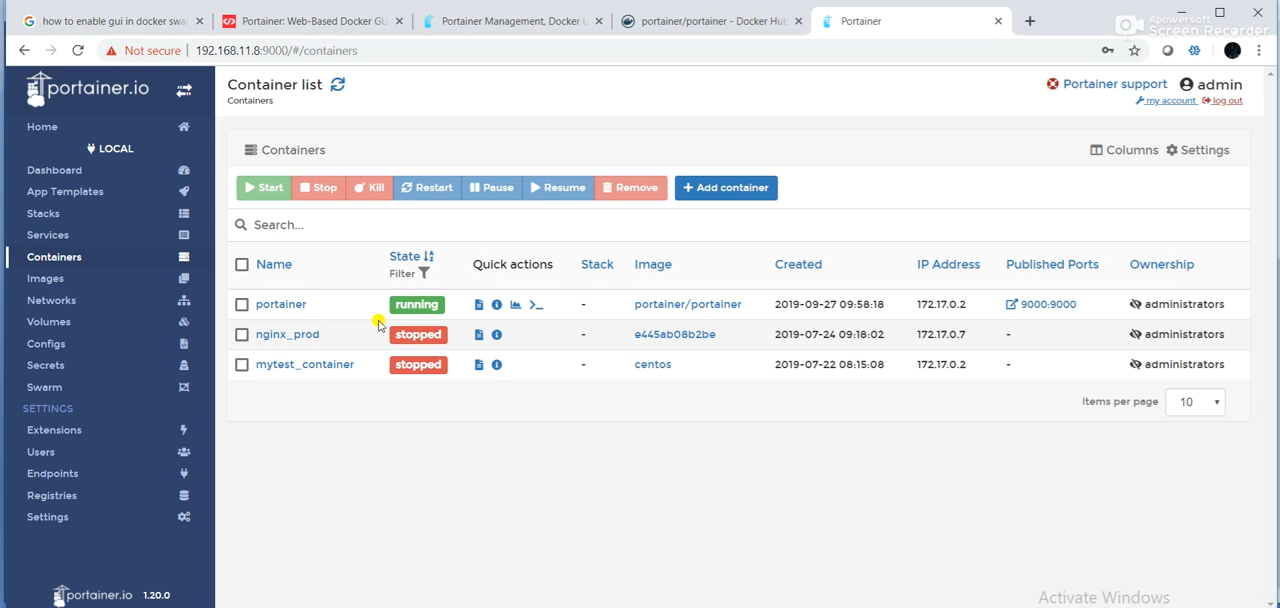 how to enable gui in docker swa
Portainer: Web-Based Docker GU
Portainer Management, Docker U
portainer/portainer - Docker Hub
Portainer
Apowersoft
Screen Recorder
Not secure 192.168.11.8:9000/#/containers
portainer.io
Container list
Containers
Portainer support admin
my account log out
Home
LOCAL
Dashboard
App Templates
Stacks
Services
Containers
Images
Networks
Volumes
Configs
Secrets
Swarm
SETTINGS
Extensions
Users
Endpoints
Registries
Settings
portainer.io 1.20.0
Containers Columns Settings
Start Stop Kill Restart Pause Resume Remove + Add container
Search...
Name State Filter Quick actions Stack Image Created IP Address Published Ports Ownership
portainer running - portainer/portainer 2019-09-27 09:58:18 172.17.0.2 9000:9000 administrators
nginx_prod stopped - e445ab08b2be 2019-07-24 09:18:02 172.17.0.7 - administrators
mytest_container stopped - centos 2019-07-22 08:15:08 172.17.0.2 - administrators
Items per page 10
Activate Windows